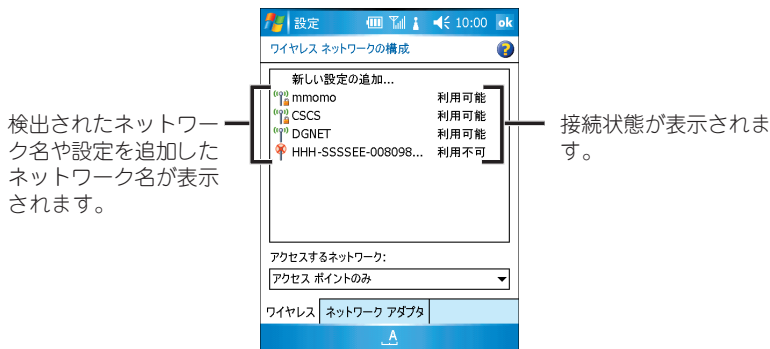 設定 10:00 ok
ワイヤレス ネットワークの構成
新しい設定の追加...
mmomo 利用可能
CSCS 利用可能
DGNET 利用可能
HHH-SSSSEE-008098... 利用不可
アクセスするネットワーク:
アクセス ポイントのみ
ワイヤレス ネットワーク アダプタ
A
検出されたネットワー
ク名や設定を追加した
ネットワーク名が表示
されます。
接続状態が表示されま
す。